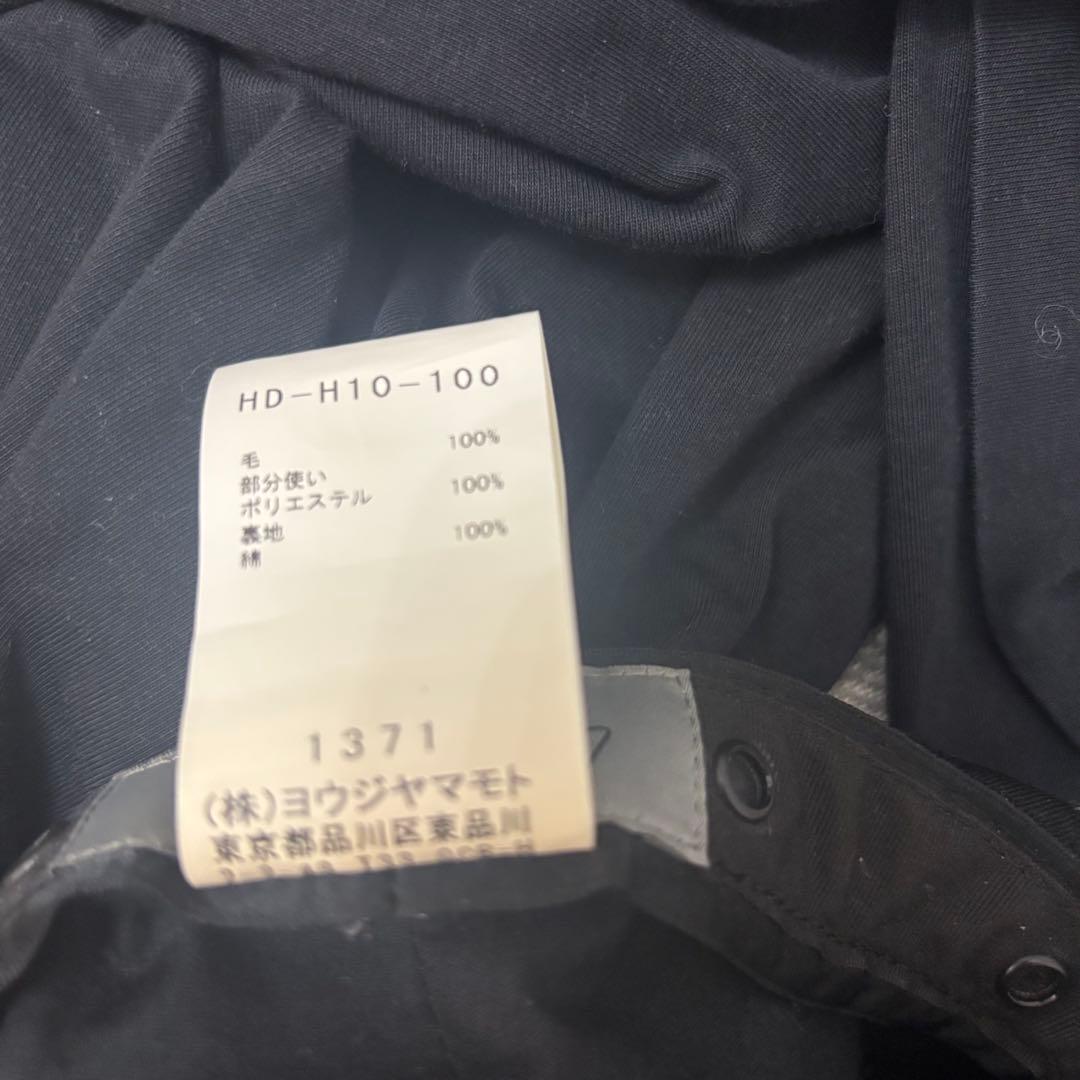 HD-H10-100
毛 100%
部分使い
ポリエステル 100%
裏地
綿 100%
1371
(株)ヨウジヤマモト
東京都品川区東品川